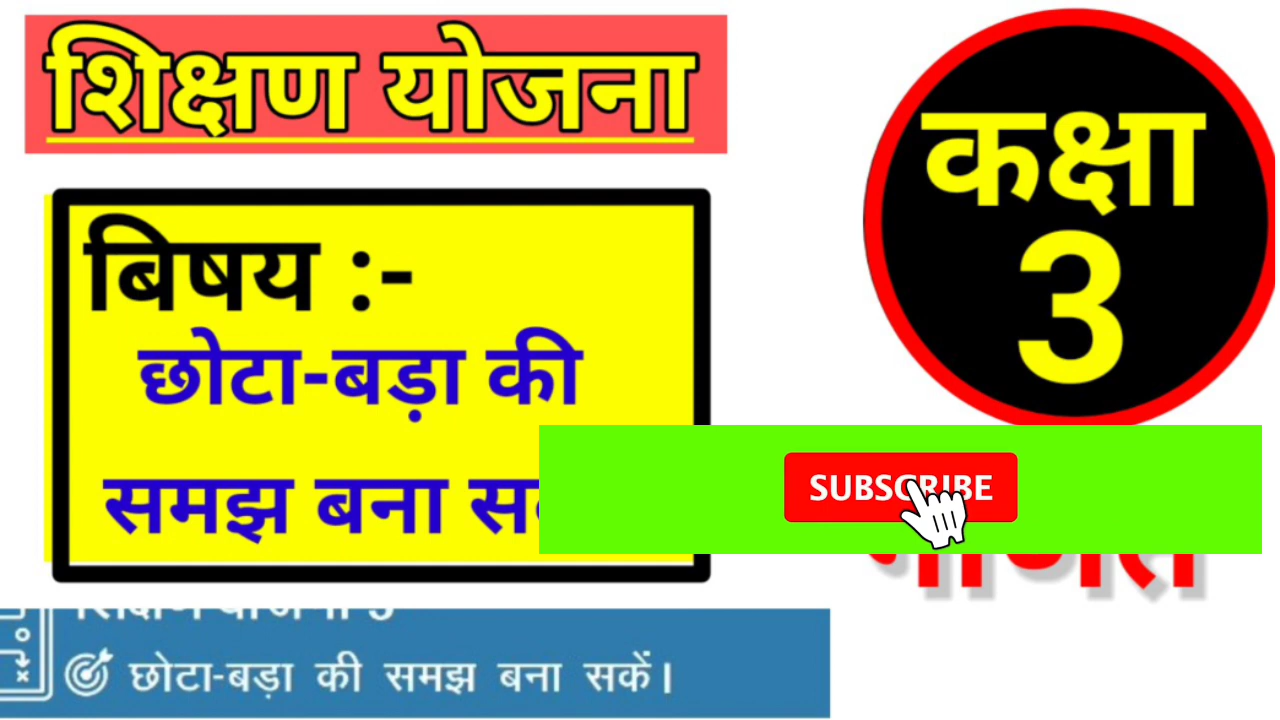 शिक्षण योजना
कक्षा
3
बिषय :-
छोटा-बड़ा की
समझ बना
SUBSCRIBE
छोटा-बड़ा की समझ बना सकें।